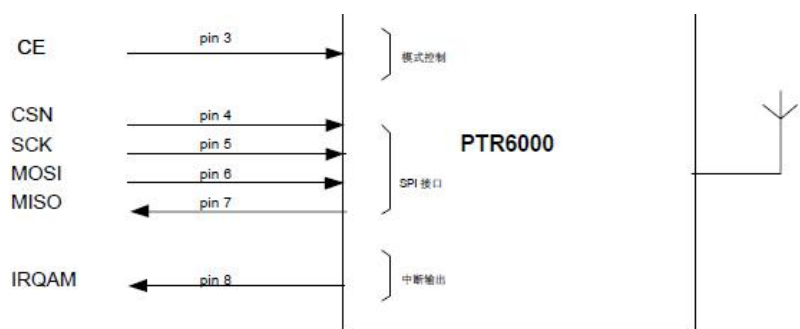 CE pin 3 模式控制
CSN pin 4
SCK pin 5 PTR6000
MOSI pin 6 SPI 接口
MISO pin 7
IRQAM pin 8 中断输出